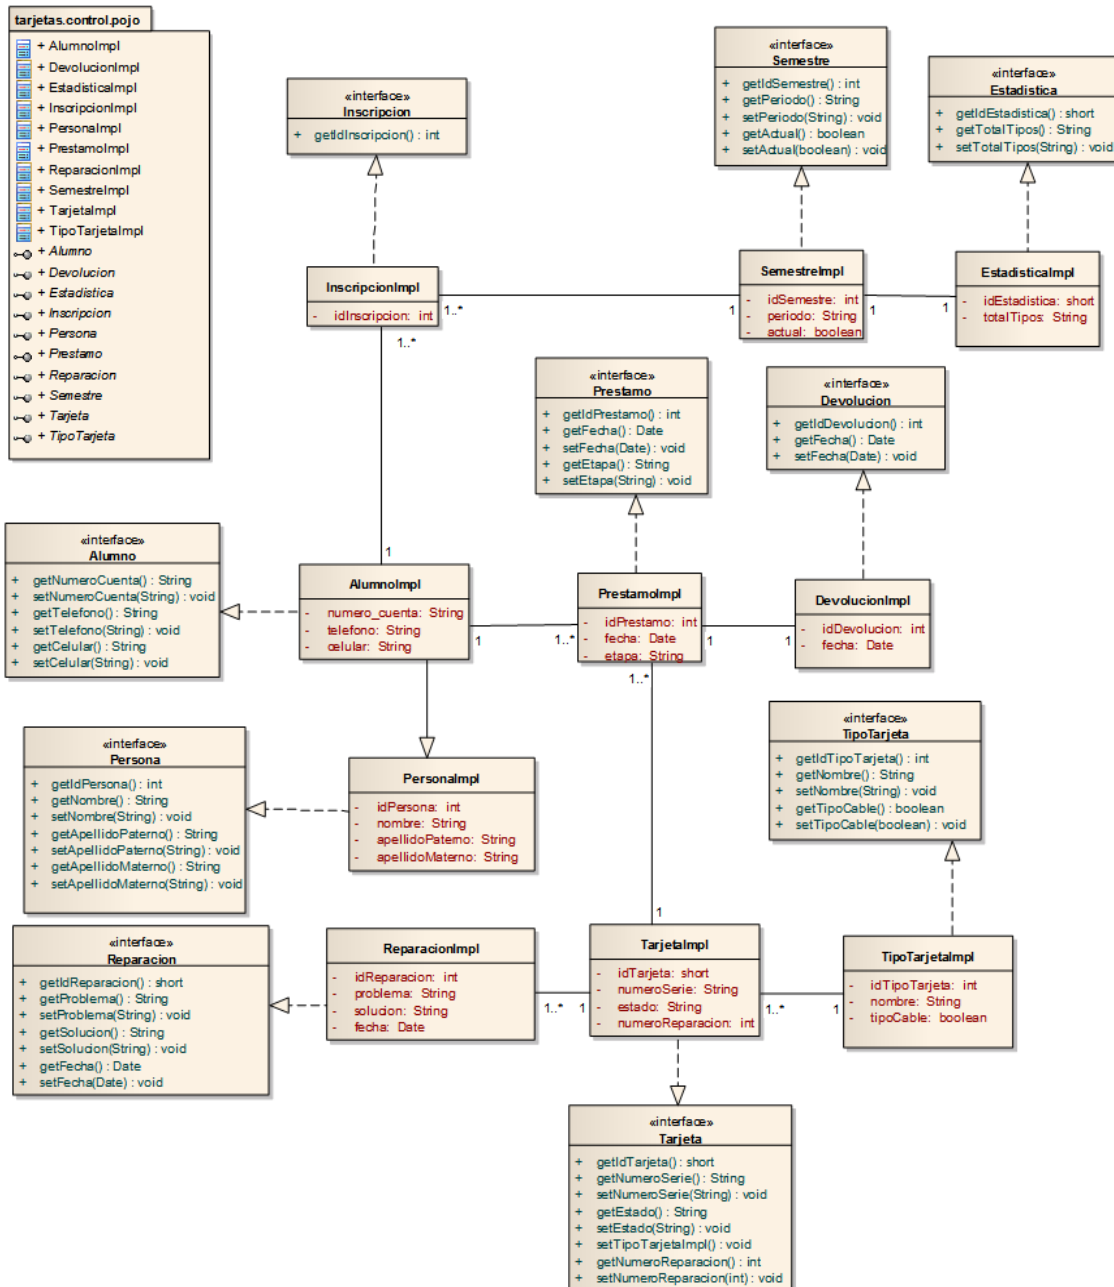 tarjetas.control.pojo
+ AlumnoImpl
+ DevolucionImpl
+ EstadisticaImpl
+ InscripcionImpl
+ PersonaImpl
+ PrestamoImpl
+ ReparacionImpl
+ SemestreImpl
+ TarjetaImpl
+ TipoTarjetaImpl
+ Alumno
+ Devolucion
+ Estadistica
+ Inscripcion
+ Persona
+ Prestamo
+ Reparacion
+ Semestre
+ Tarjeta
+ TipoTarjeta
«interface»
Inscripcion
+ getIdInscripcion() : int
«interface»
Semestre
+ getIdSemestre() : int
+ getPeriodo() : String
+ setPeriodo(String) : void
+ getActual() : boolean
+ setActual(boolean) : void
«interface»
Estadistica
+ getIdEstadistica() : short
+ getTotalTipos() : String
+ setTotalTipos(String) : void
InscripcionImpl
- idInscripcion: int
1..*
1
SemestreImpl
- idSemestre: int
- periodo: String
- actual: boolean
1
1
EstadisticaImpl
- idEstadistica: short
- totalTipos: String
1..*
1
«interface»
Prestamo
+ getIdPrestamo() : int
+ getFecha() : Date
+ setFecha(Date) : void
+ getEtapa() : String
+ setEtapa(String) : void
«interface»
Devolucion
+ getIdDevolucion() : int
+ getFecha() : Date
+ setFecha(Date) : void
«interface»
Alumno
+ getNumeroCuenta() : String
+ setNumeroCuenta(String) : void
+ getTelefono() : String
+ setTelefono(String) : void
+ getCelular() : String
+ setCelular(String) : void
AlumnoImpl
- numero_cuenta: String
- telefono: String
- celular: String
1
1..*
PrestamoImpl
- idPrestamo: int
- fecha: Date
- etapa: String
1
1
DevolucionImpl
- idDevolucion: int
- fecha: Date
1..*
1
«interface»
Persona
+ getIdPersona() : int
+ getNombre() : String
+ setNombre(String) : void
+ getApellidoPaterno() : String
+ setApellidoPaterno(String) : void
+ getApellidoMaterno() : String
+ setApellidoMaterno(String) : void
PersonaImpl
- idPersona: int
- nombre: String
- apellidoPaterno: String
- apellidoMaterno: String
«interface»
TipoTarjeta
+ getIdTipoTarjeta() : int
+ getNombre() : String
+ setNombre(String) : void
+ getTipoCable() : boolean
+ setTipoCable(boolean) : void
«interface»
Reparacion
+ getIdReparacion() : short
+ getProblema() : String
+ setProblema(String) : void
+ getSolucion() : String
+ setSolucion(String) : void
+ getFecha() : Date
+ setFecha(Date) : void
ReparacionImpl
- idReparacion: int
- problema: String
- solucion: String
- fecha: Date
1..*
1
TarjetaImpl
- idTarjeta: short
- numeroSerie: String
- estado: String
- numeroReparacion: int
1..*
1
TipoTarjetaImpl
- idTipoTarjeta: int
- nombre: String
- tipoCable: boolean
«interface»
Tarjeta
+ getIdTarjeta() : short
+ getNumeroSerie() : String
+ setNumeroSerie(String) : void
+ getEstado() : String
+ setEstado(String) : void
+ setTipoTarjetaImpl() : void
+ getNumeroReparacion() : int
+ setNumeroReparacion(int) : void